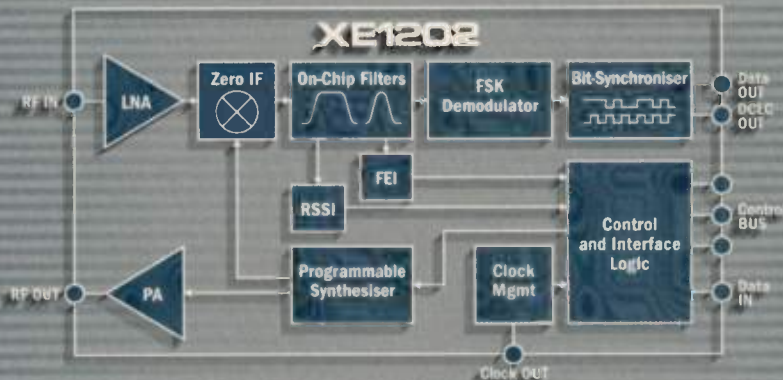 XE1202
RF IN
LNA
Zero IF
On-Chip Filters
FSK
Demodulator
Bit-Synchroniser
Data
OUT
DCLC
OUT
FEI
RSSI
Control
and Interface
Logic
Control
BUS
RF OUT
PA
Programmable
Synthesiser
Clock
Mgmt
Data
IN
Clock OUT